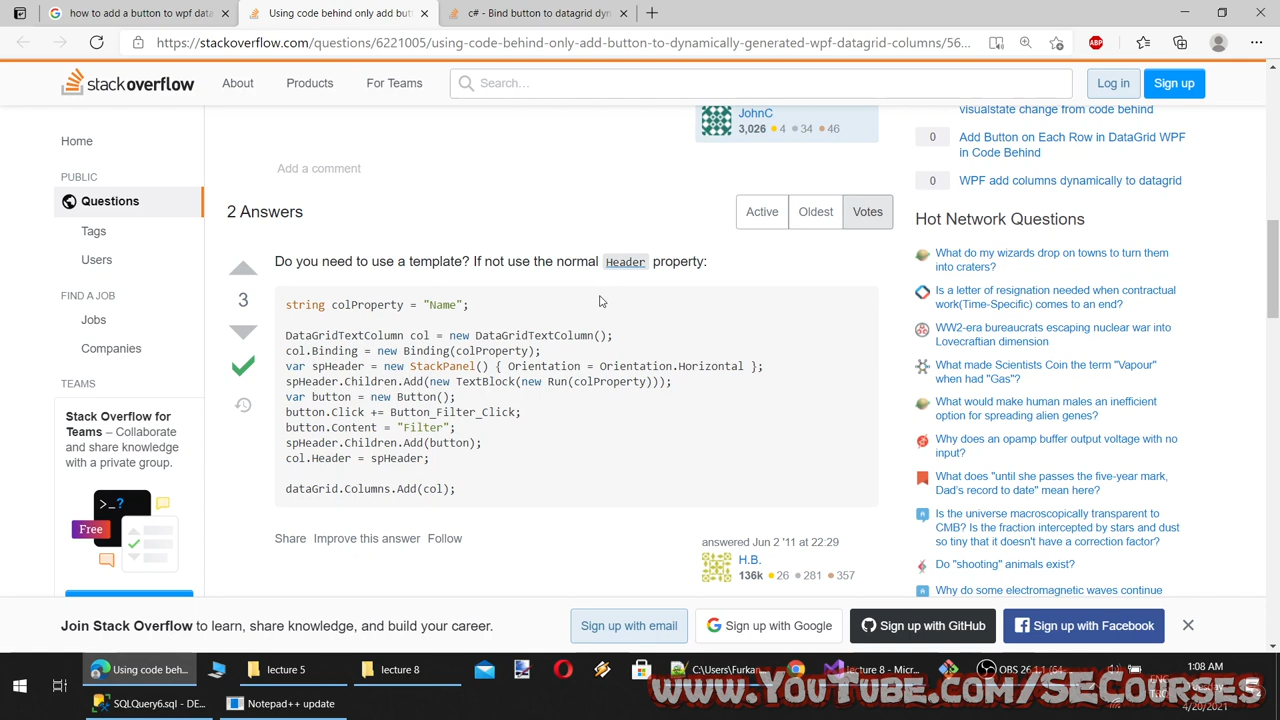 how to add a button to wpf dat
Using code behind only add but
c# - Bind button to datagrid dyn
https://stackoverflow.com/questions/6221005/using-code-behind-only-add-button-to-dynamically-generated-wpf-datagrid-columns/56...
ABP
stack overflow
About
Products
For Teams
Search...
Log in
Sign up
Home
PUBLIC
Questions
Tags
Users
FIND A JOB
Jobs
Companies
TEAMS
Stack Overflow for
Teams – Collaborate
and share knowledge
with a private group.
>_?
Free
JohnC
3,026 4 34 46
Add a comment
2 Answers
Active
Oldest
Votes
Do you need to use a template? If not use the normal Header property:
3
string colProperty = "Name";
DataGridTextColumn col = new DataGridTextColumn();
col.Binding = new Binding(colProperty);
var spHeader = new StackPanel() { Orientation = Orientation.Horizontal };
spHeader.Children.Add(new TextBlock(new Run(colProperty)));
var button = new Button();
button.Click += Button_Filter_Click;
button.Content = "Filter";
spHeader.Children.Add(button);
col.Header = spHeader;
dataGrid.Columns.Add(col);
Share Improve this answer Follow
answered Jun 2 '11 at 22:29
H.B.
136k 26 281 357
visualstate change from code behind
0
Add Button on Each Row in DataGrid WPF
in Code Behind
0
WPF add columns dynamically to datagrid
Hot Network Questions
What do my wizards drop on towns to turn them
into craters?
Is a letter of resignation needed when contractual
work(Time-Specific) comes to an end?
WW2-era bureaucrats escaping nuclear war into
Lovecraftian dimension
What made Scientists Coin the term "Vapour"
when had "Gas"?
What would make human males an inefficient
option for spreading alien genes?
Why does an opamp buffer output voltage with no
input?
What does "until she passes the five-year mark,
Dad's record to date" mean here?
Is the universe macroscopically transparent to
CMB? Is the fraction intercepted by stars and dust
so tiny that it doesn't have a correction factor?
Do "shooting" animals exist?
Why do some electromagnetic waves continue
Join Stack Overflow to learn, share knowledge, and build your career.
Sign up with email
Sign up with Google
Sign up with GitHub
Sign up with Facebook
Using code beh...
lecture 5
lecture 8
C:\Users\Furkan...
lecture 8 - Micr...
OBS 26.1.1 (64...
1:08 AM
4/20/2021
SQLQuery6.sql - DE...
Notepad++ update
www.YouTube.com/SECourses